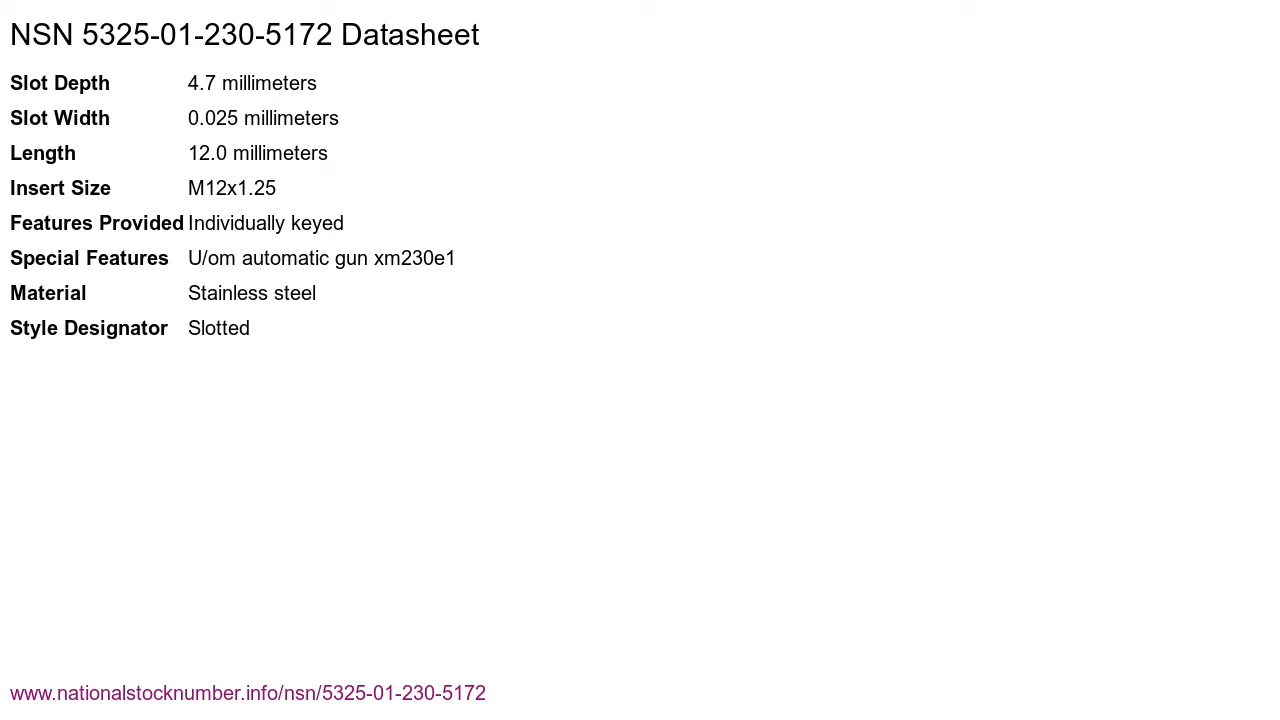 NSN 5325-01-230-5172 Datasheet
Slot Depth 4.7 millimeters
Slot Width 0.025 millimeters
Length 12.0 millimeters
Insert Size M12x1.25
Features Provided Individually keyed
Special Features U/om automatic gun xm230e1
Material Stainless steel
Style Designator Slotted
www.nationalstocknumber.info/nsn/5325-01-230-5172